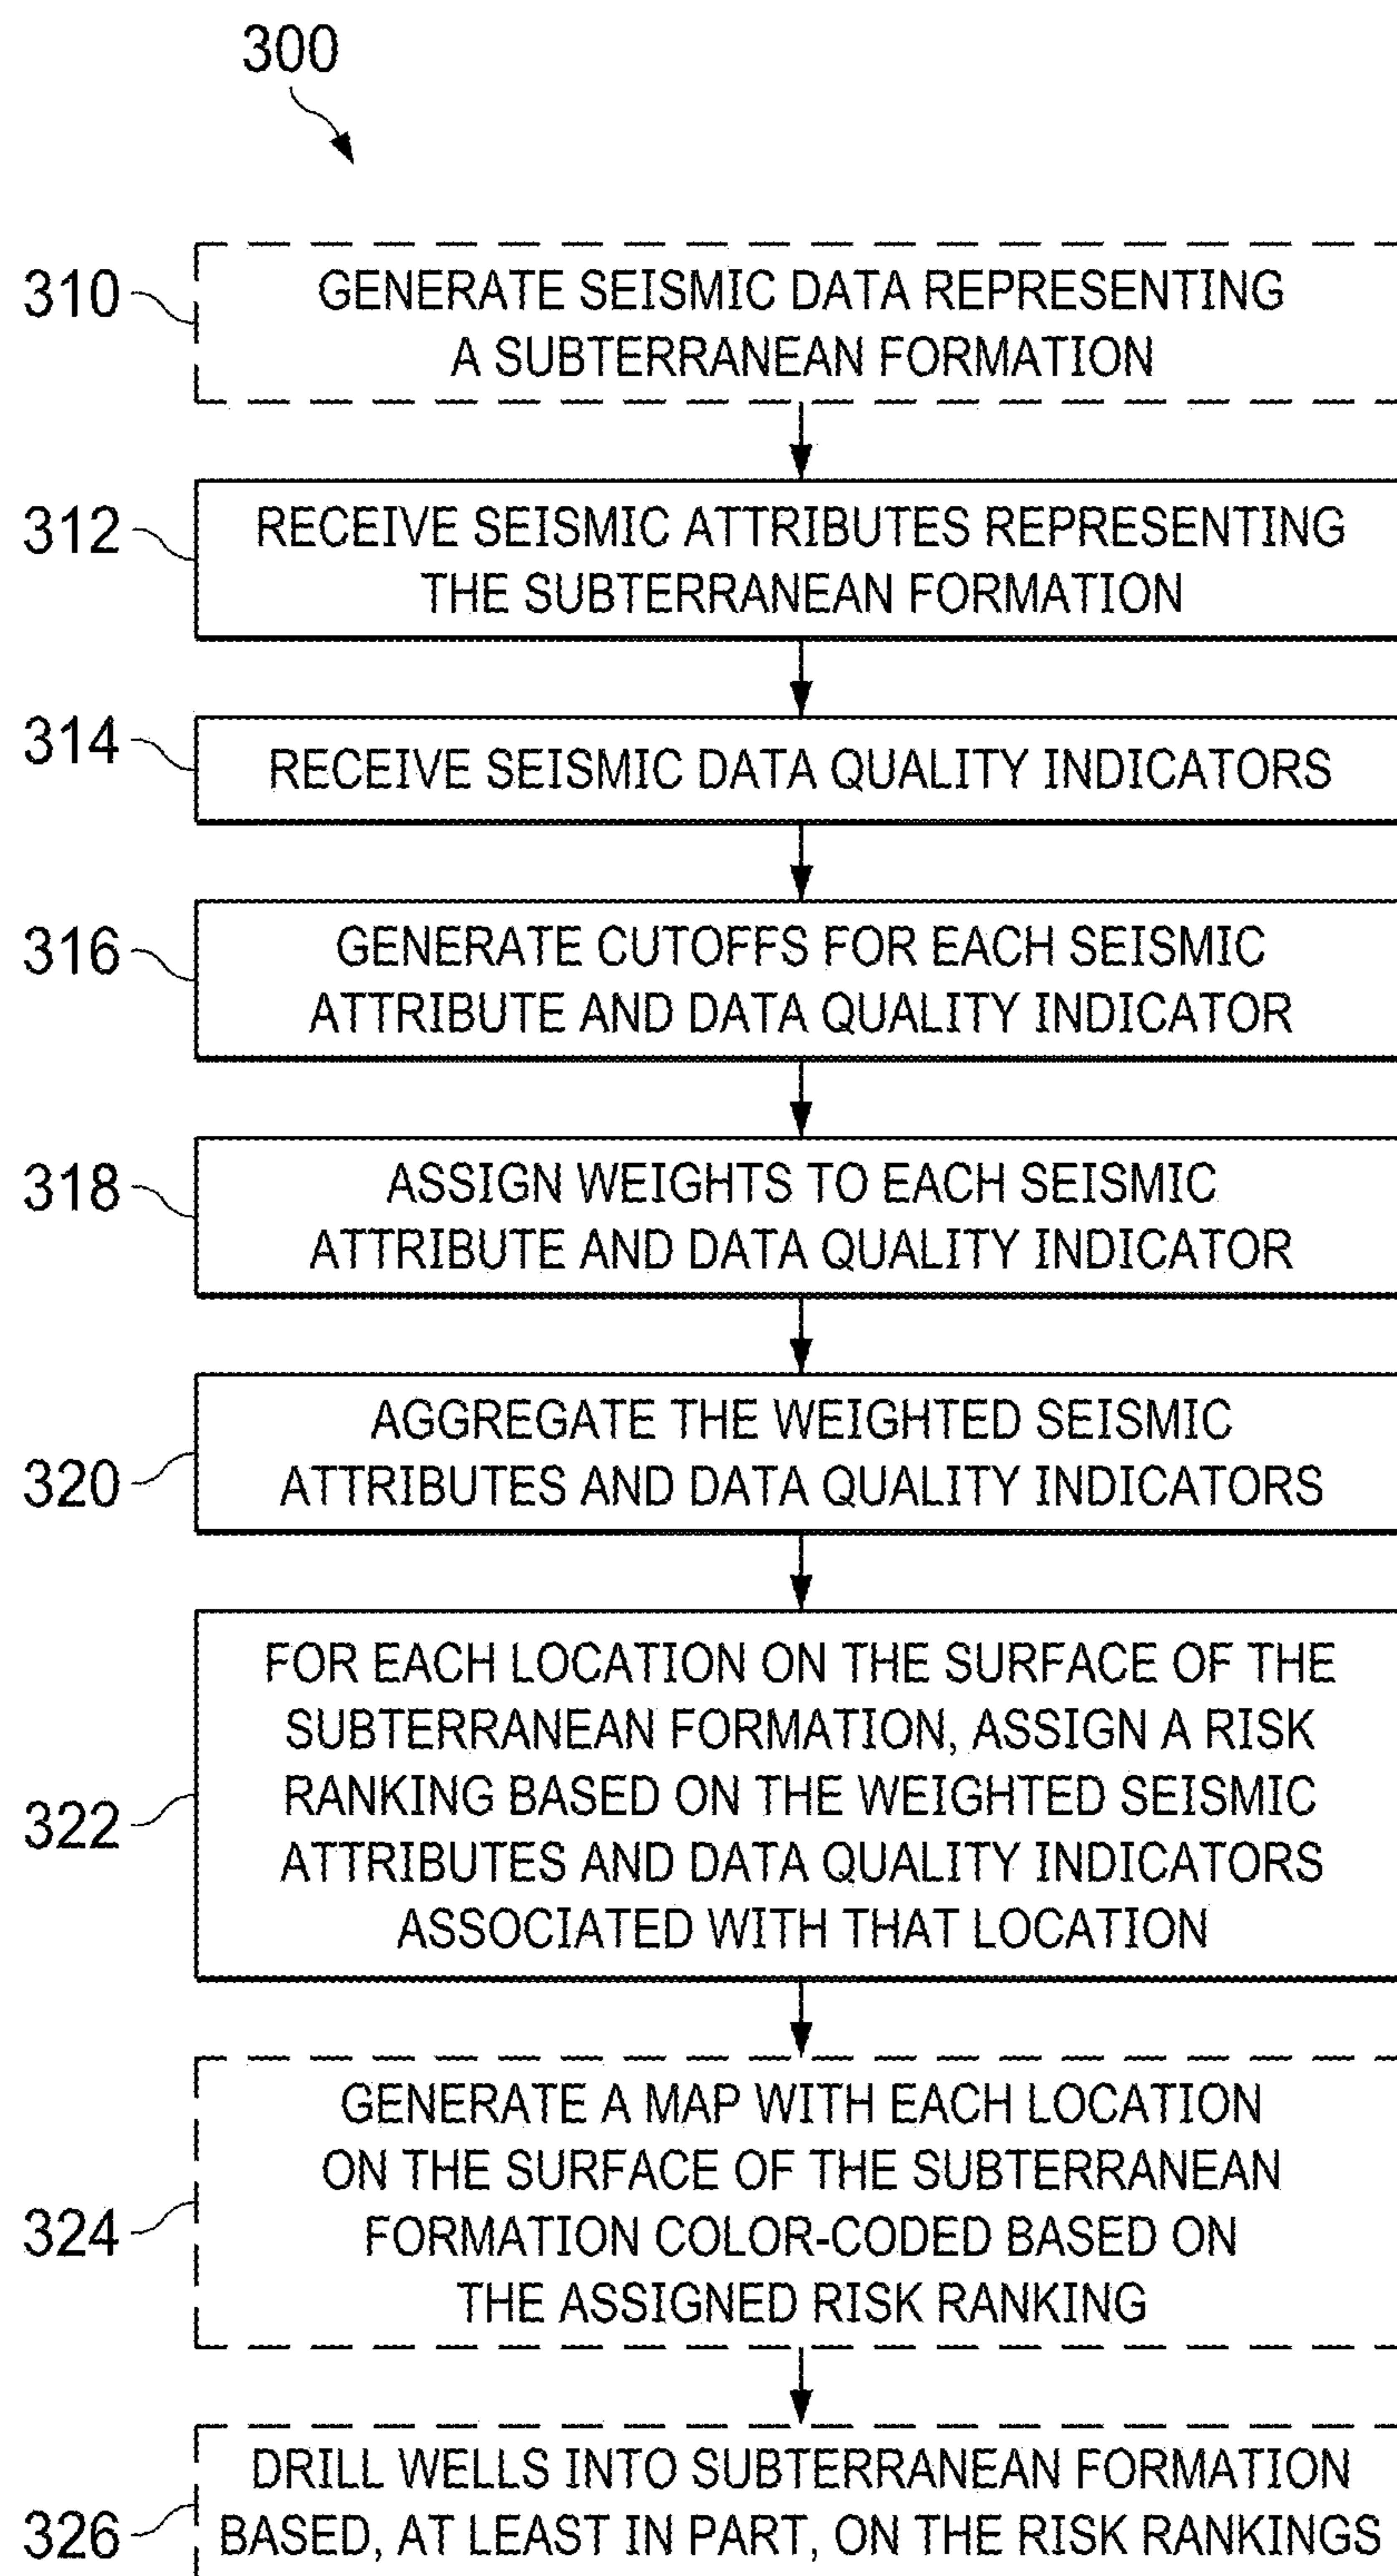 300
310
GENERATE SEISMIC DATA REPRESENTING
A SUBTERRANEAN FORMATION
312
RECEIVE SEISMIC ATTRIBUTES REPRESENTING
THE SUBTERRANEAN FORMATION
314
RECEIVE SEISMIC DATA QUALITY INDICATORS
316
GENERATE CUTOFFS FOR EACH SEISMIC
ATTRIBUTE AND DATA QUALITY INDICATOR
318
ASSIGN WEIGHTS TO EACH SEISMIC
ATTRIBUTE AND DATA QUALITY INDICATOR
320
AGGREGATE THE WEIGHTED SEISMIC
ATTRIBUTES AND DATA QUALITY INDICATORS
322
FOR EACH LOCATION ON THE SURFACE OF THE
SUBTERRANEAN FORMATION, ASSIGN A RISK
RANKING BASED ON THE WEIGHTED SEISMIC
ATTRIBUTES AND DATA QUALITY INDICATORS
ASSOCIATED WITH THAT LOCATION
324
GENERATE A MAP WITH EACH LOCATION
ON THE SURFACE OF THE SUBTERRANEAN
FORMATION COLOR-CODED BASED ON
THE ASSIGNED RISK RANKING
326
DRILL WELLS INTO SUBTERRANEAN FORMATION
BASED, AT LEAST IN PART, ON THE RISK RANKINGS